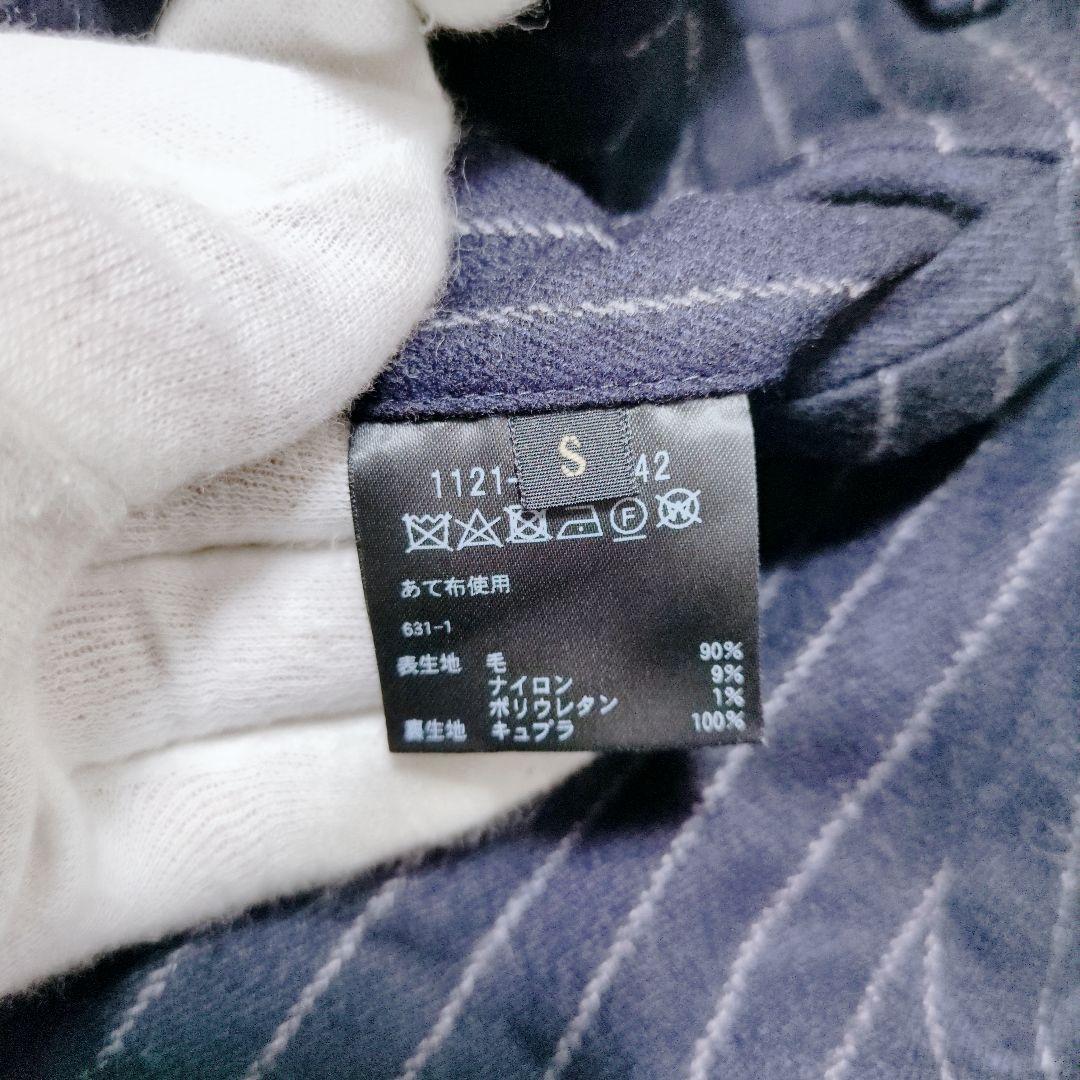 S
1121- 42
F W
あて布使用
631-1
表生地 毛 90%
ナイロン 9%
ポリウレタン 1%
裏生地 キュプラ 100%